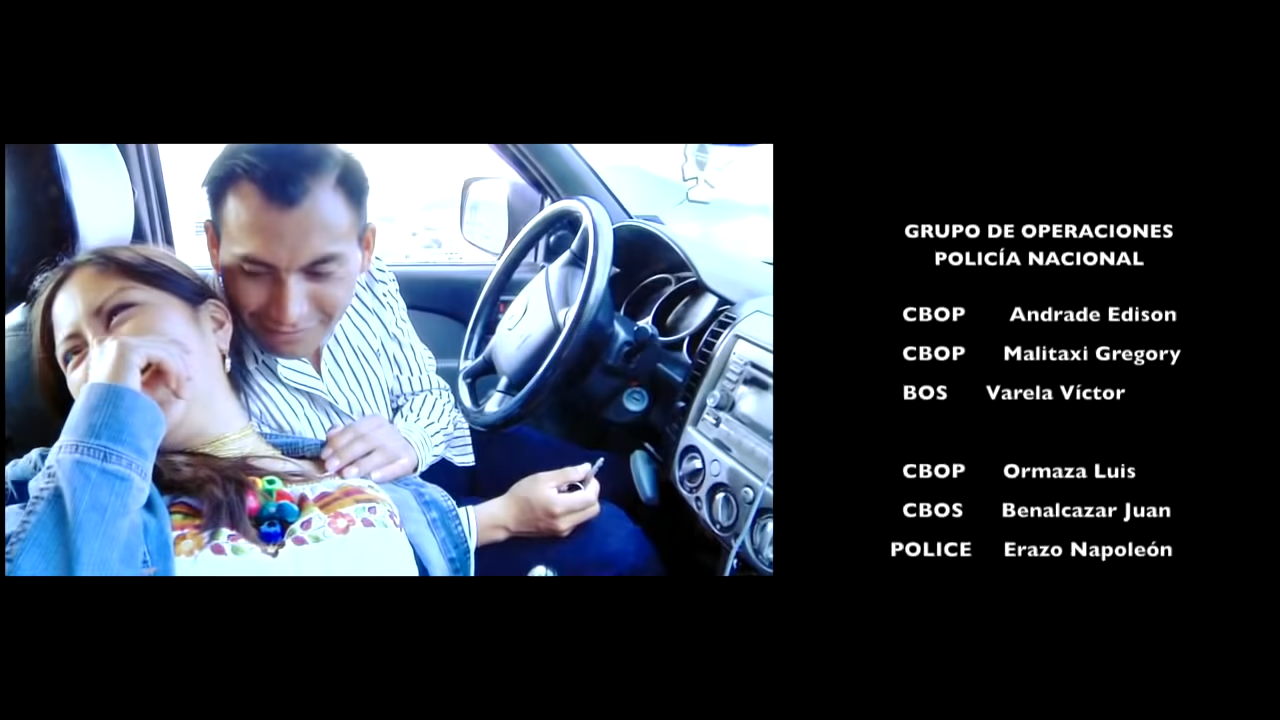 GRUPO DE OPERACIONES
POLICÍA NACIONAL
CBOP Andrade Edison
CBOP Malitaxi Gregory
BOS Varela Víctor
CBOP Ormaza Luis
CBOS Benalcazar Juan
POLICE Erazo Napoleón